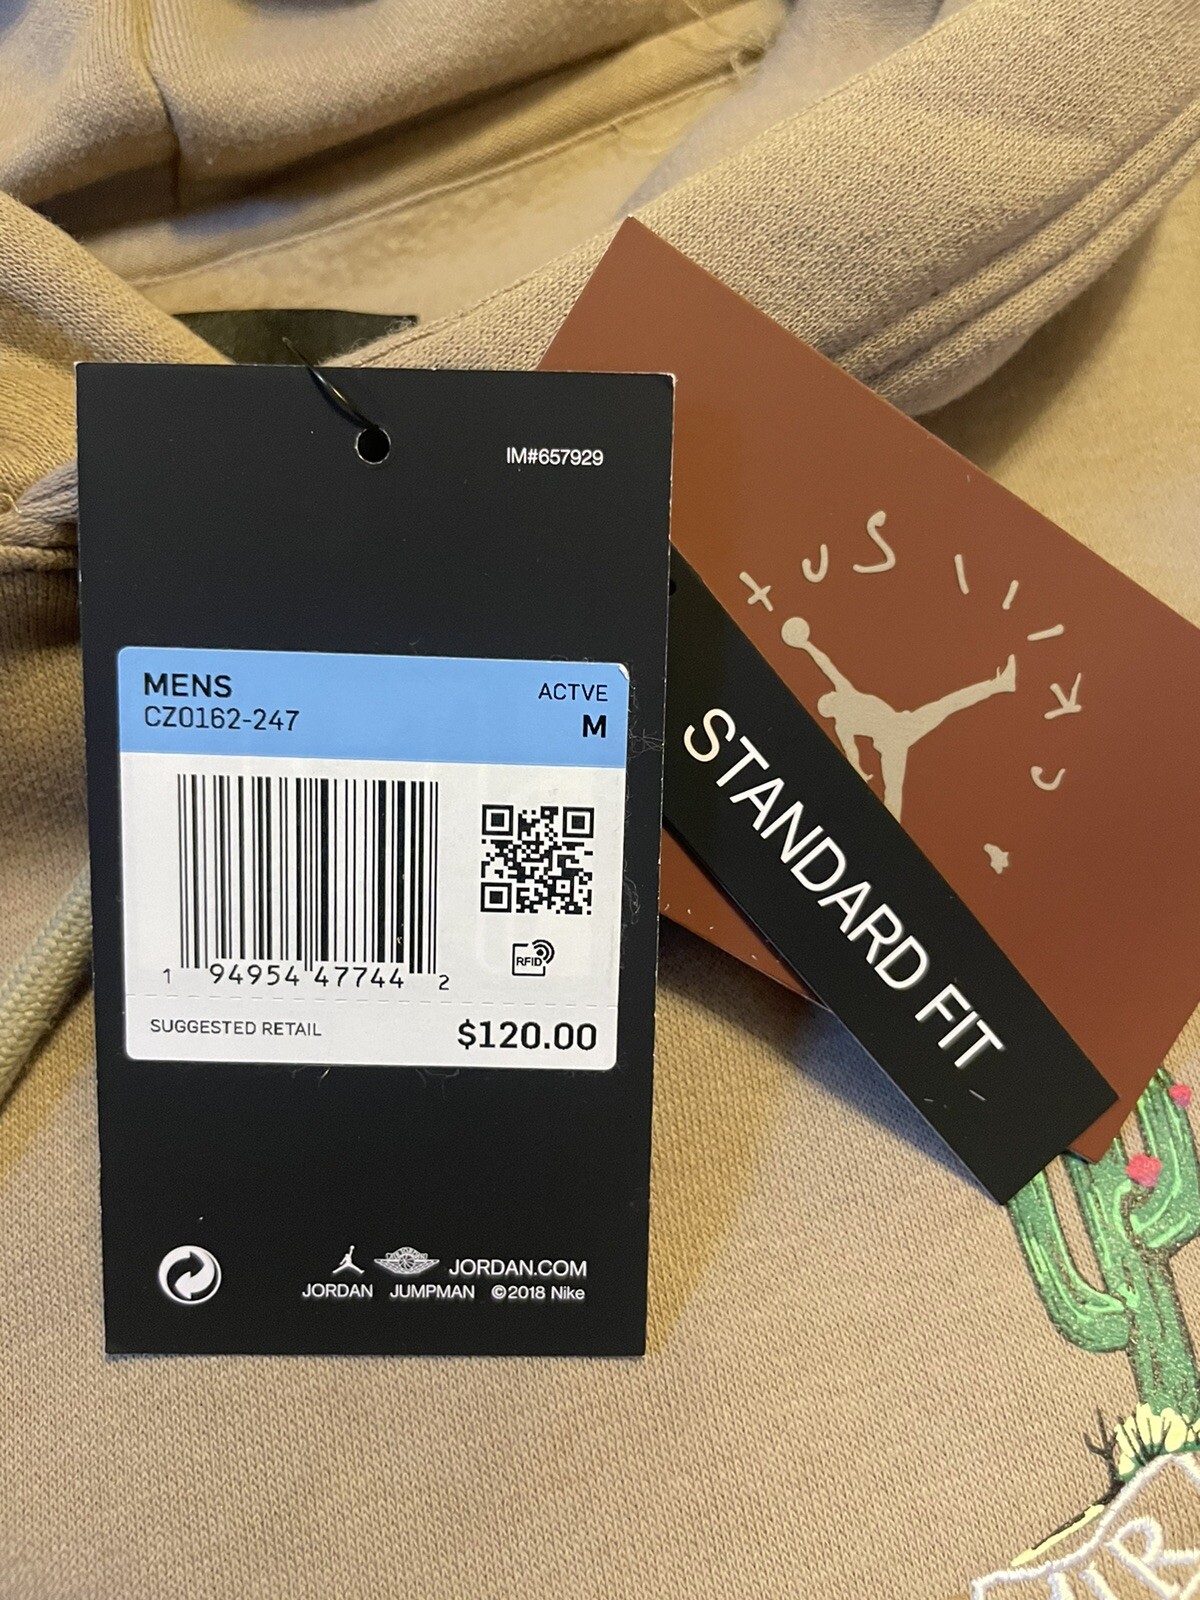 IM#657929
MENS
ACTVE
CZ0162-247
M
1 94954 47744 2
RFID
SUGGESTED RETAIL
$120.00
JORDAN.COM
JORDAN JUMPMAN ©2018 Nike
STANDARD FIT
AIR